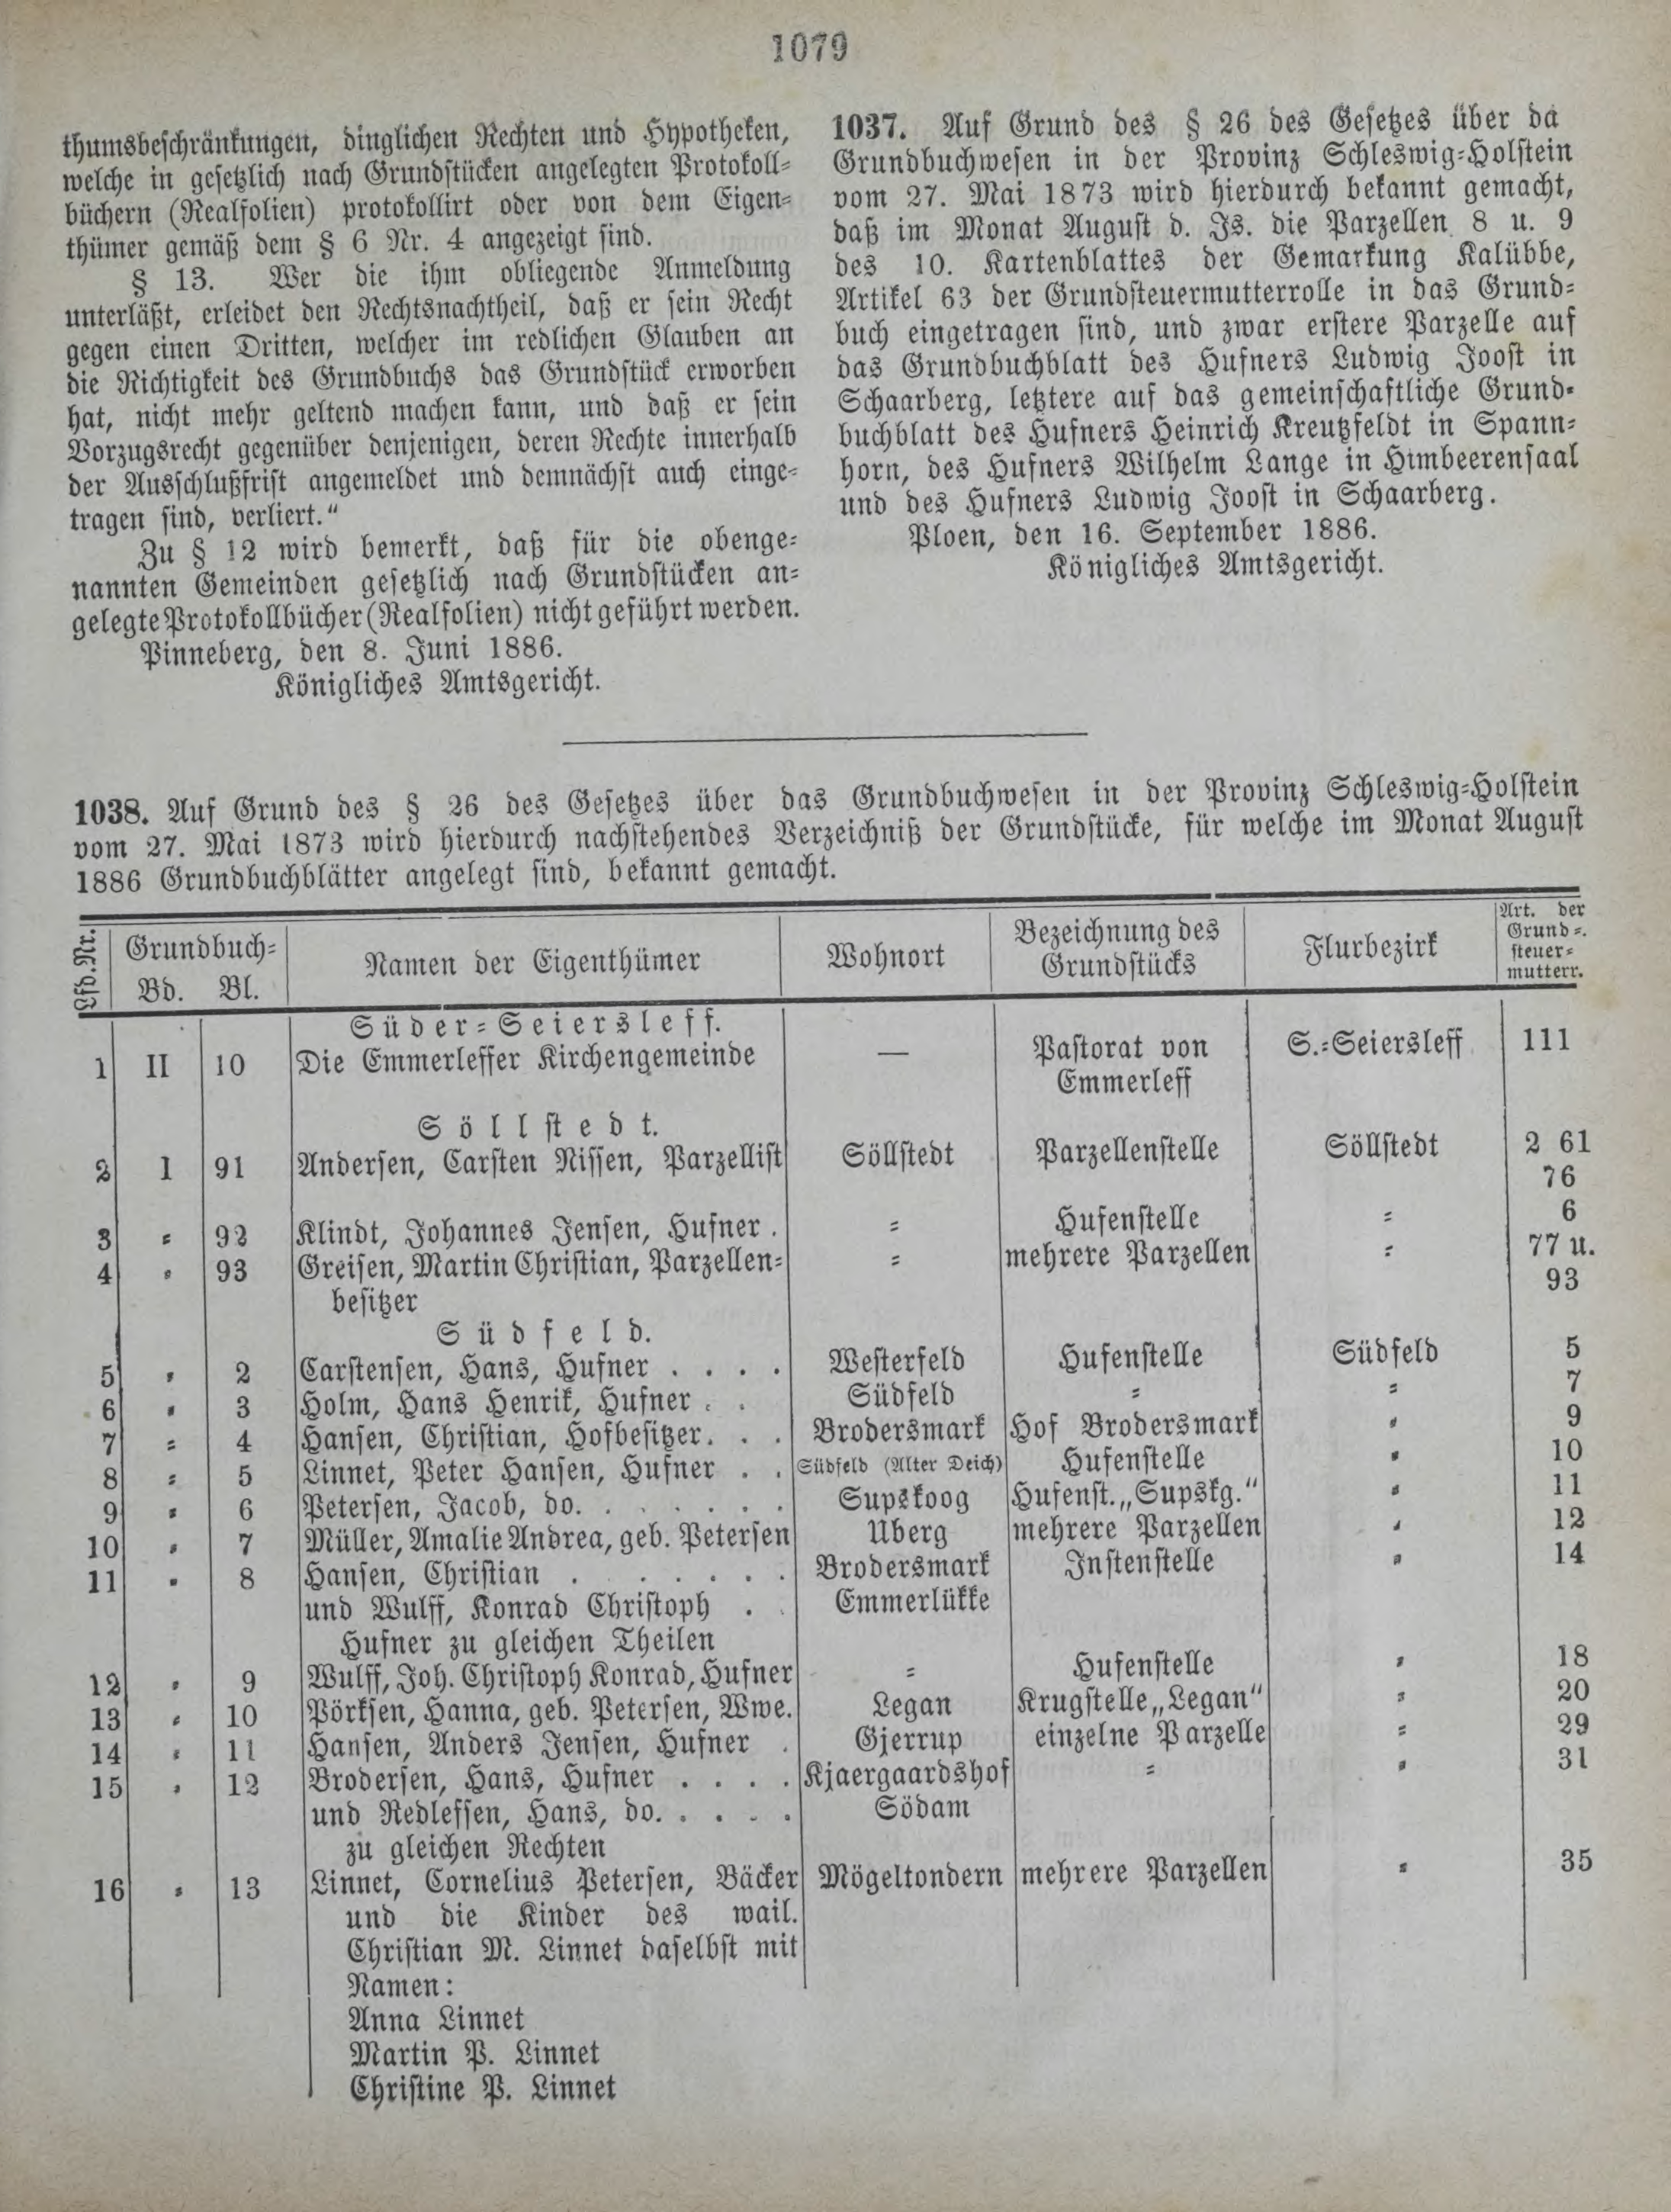 1079
thumsbeschränkungen, dinglichen Rechten und Hypotheken,
welche in gesetzlich nach Grundstücken angelegten Protokoll-
büchern (Realfolien) protokollirt oder von dem Eigen-
thümer gemäß dem § 6 Nr. 4 angezeigt sind.
§ 13. Wer die ihm obliegende Anmeldung
unterläßt, erleidet den Rechtsnachtheil, daß er sein Recht
gegen einen Dritten, welcher im redlichen Glauben an
die Richtigkeit des Grundbuchs das Grundstück erworben
hat, nicht mehr geltend machen kann, und daß er sein
Vorzugsrecht gegenüber denjenigen, deren Rechte innerhalb
der Ausschlußfrist angemeldet und demnächst auch einge-
tragen sind, verliert."
Zu § 12 wird bemerkt, daß für die obenge-
nannten Gemeinden gesetzlich nach Grundstücken an-
gelegte Protokollbücher (Realfolien) nicht geführt werden.
Pinneberg, den 8. Juni 1886.
Königliches Amtsgericht.
1037. Auf Grund des § 26 des Gesetzes über da
Grundbuchwesen in der Provinz Schleswig-Holstein
vom 27. Mai 1873 wird hierdurch bekannt gemacht,
daß im Monat August d. Js. die Parzellen 8 u. 9
des 10. Kartenblattes der Gemarkung Kalübbe,
Artikel 63 der Grundsteuermutterrolle in das Grund-
buch eingetragen sind, und zwar erstere Parzelle auf
das Grundbuchblatt des Hufners Ludwig Joost in
Schaarberg, letztere auf das gemeinschaftliche Grund-
buchblatt des Hufners Heinrich Kreutzfeldt in Spann-
horn, des Hufners Wilhelm Lange in Himbeerensaal
und des Hufners Ludwig Joost in Schaarberg.
Ploen, den 16. September 1886.
Königliches Amtsgericht.
1038. Auf Grund des § 26 des Gesetzes über das Grundbuchwesen in der Provinz Schleswig-Holstein
vom 27. Mai 1873 wird hierdurch nachstehendes Verzeichniß der Grundstücke, für welche im Monat August
1886 Grundbuchblätter angelegt sind, bekannt gemacht.
Lfd. Nr. Grundbuch- Bd. Bl. Namen der Eigenthümer Wohnort Bezeichnung des Grundstücks Flurbezirk Art. der Grund-. steuer- mutterr.
Süder-Seiersleff.
1 II 10 Die Emmerleffer Kirchengemeinde — Pastorat von S.-Seiersleff 111
Emmerleff
Söllstedt.
2 I 91 Andersen, Carsten Nissen, Parzellist Söllstedt Parzellenstelle Söllstedt 2 61
76
3 = 92 Klindt, Johannes Jensen, Hufner . = Hufenstelle = 6
4 = 93 Greisen, Martin Christian, Parzellen- = mehrere Parzellen = 77 u.
besitzer 93
Südfeld.
5 = 2 Carstensen, Hans, Hufner . . . . Westerfeld Hufenstelle Südfeld 5
6 = 3 Holm, Hans Henrik, Hufner . . Südfeld = = 7
7 = 4 Hansen, Christian, Hofbesitzer. . . Brodersmark Hof Brodersmark = 9
8 = 5 Linnet, Peter Hansen, Hufner . . Südfeld (Alter Deich) Hufenstelle = 10
9 = 6 Petersen, Jacob, do. . . . . . . Supskoog Hufenst. „Supskg." = 11
10 = 7 Müller, Amalie Andrea, geb. Petersen Uberg mehrere Parzellen = 12
11 = 8 Hansen, Christian . . . . . . Brodersmark Instenstelle = 14
und Wulff, Konrad Christoph . . Emmerlükke
Hufner zu gleichen Theilen
12 = 9 Wulff, Joh. Christoph Konrad, Hufner = Hufenstelle = 18
13 = 10 Pörksen, Hanna, geb. Petersen, Wwe. Legan Krugstelle „Legan" = 20
14 = 11 Hansen, Anders Jensen, Hufner . Gjerrup einzelne Parzelle = 29
15 = 12 Brodersen, Hans, Hufner . . . . Kjaergaardshof = = 31
und Redleffen, Hans, do. . . . . Södam
zu gleichen Rechten
16 = 13 Linnet, Cornelius Petersen, Bäcker Mögeltondern mehrere Parzellen = 35
und die Kinder des wail.
Christian M. Linnet daselbst mit
Namen:
Anna Linnet
Martin P. Linnet
Christine P. Linnet